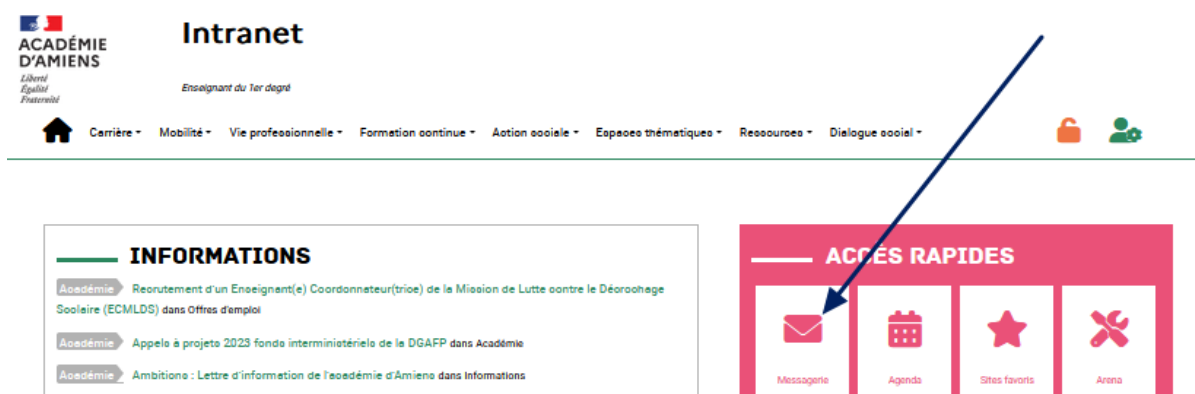 ACADÉMIE
D'AMIENS
Liberté
Égalité
Fraternité
Intranet
Enseignant du 1er degré
Carrière Mobilité Vie professionnelle Formation continue Action sociale Espaces thématiques Ressources Dialogue social
INFORMATIONS
Académie Recrutement d'un Enseignant(e) Coordonnateur(trice) de la Mission de Lutte contre le Décrochage
Scolaire (ECMLDS) dans Offres d'emploi
Académie Appels à projets 2023 fonds interministériels de la DGAFP dans Académie
Académie Ambitions : Lettre d'information de l'académie d'Amiens dans Informations
ACCÈS RAPIDES
Messagerie Agenda Sites favoris Arena